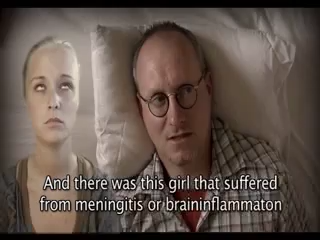 And there was this girl that suffered
from meningitis or braininflammaton